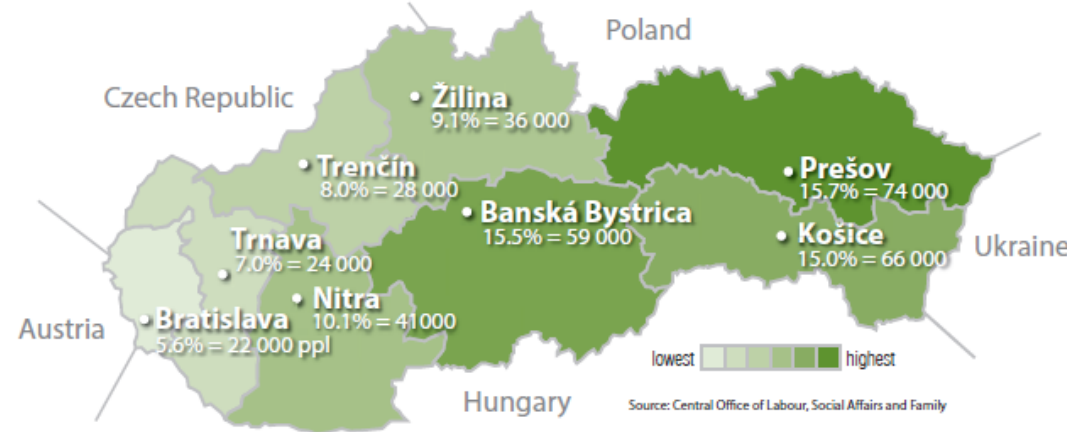 Poland
Czech Republic
Žilina
9.1% = 36 000
Trenčín
8.0% = 28 000
Prešov
15.7% = 74 000
Banská Bystrica
15.5% = 59 000
Košice
15.0% = 66 000
Ukraine
Trnava
7.0% = 24 000
Nitra
10.1% = 41000
Bratislava
5.6% = 22 000 ppl
Austria
lowest highest
Hungary
Source: Central Office of Labour, Social Affairs and Family